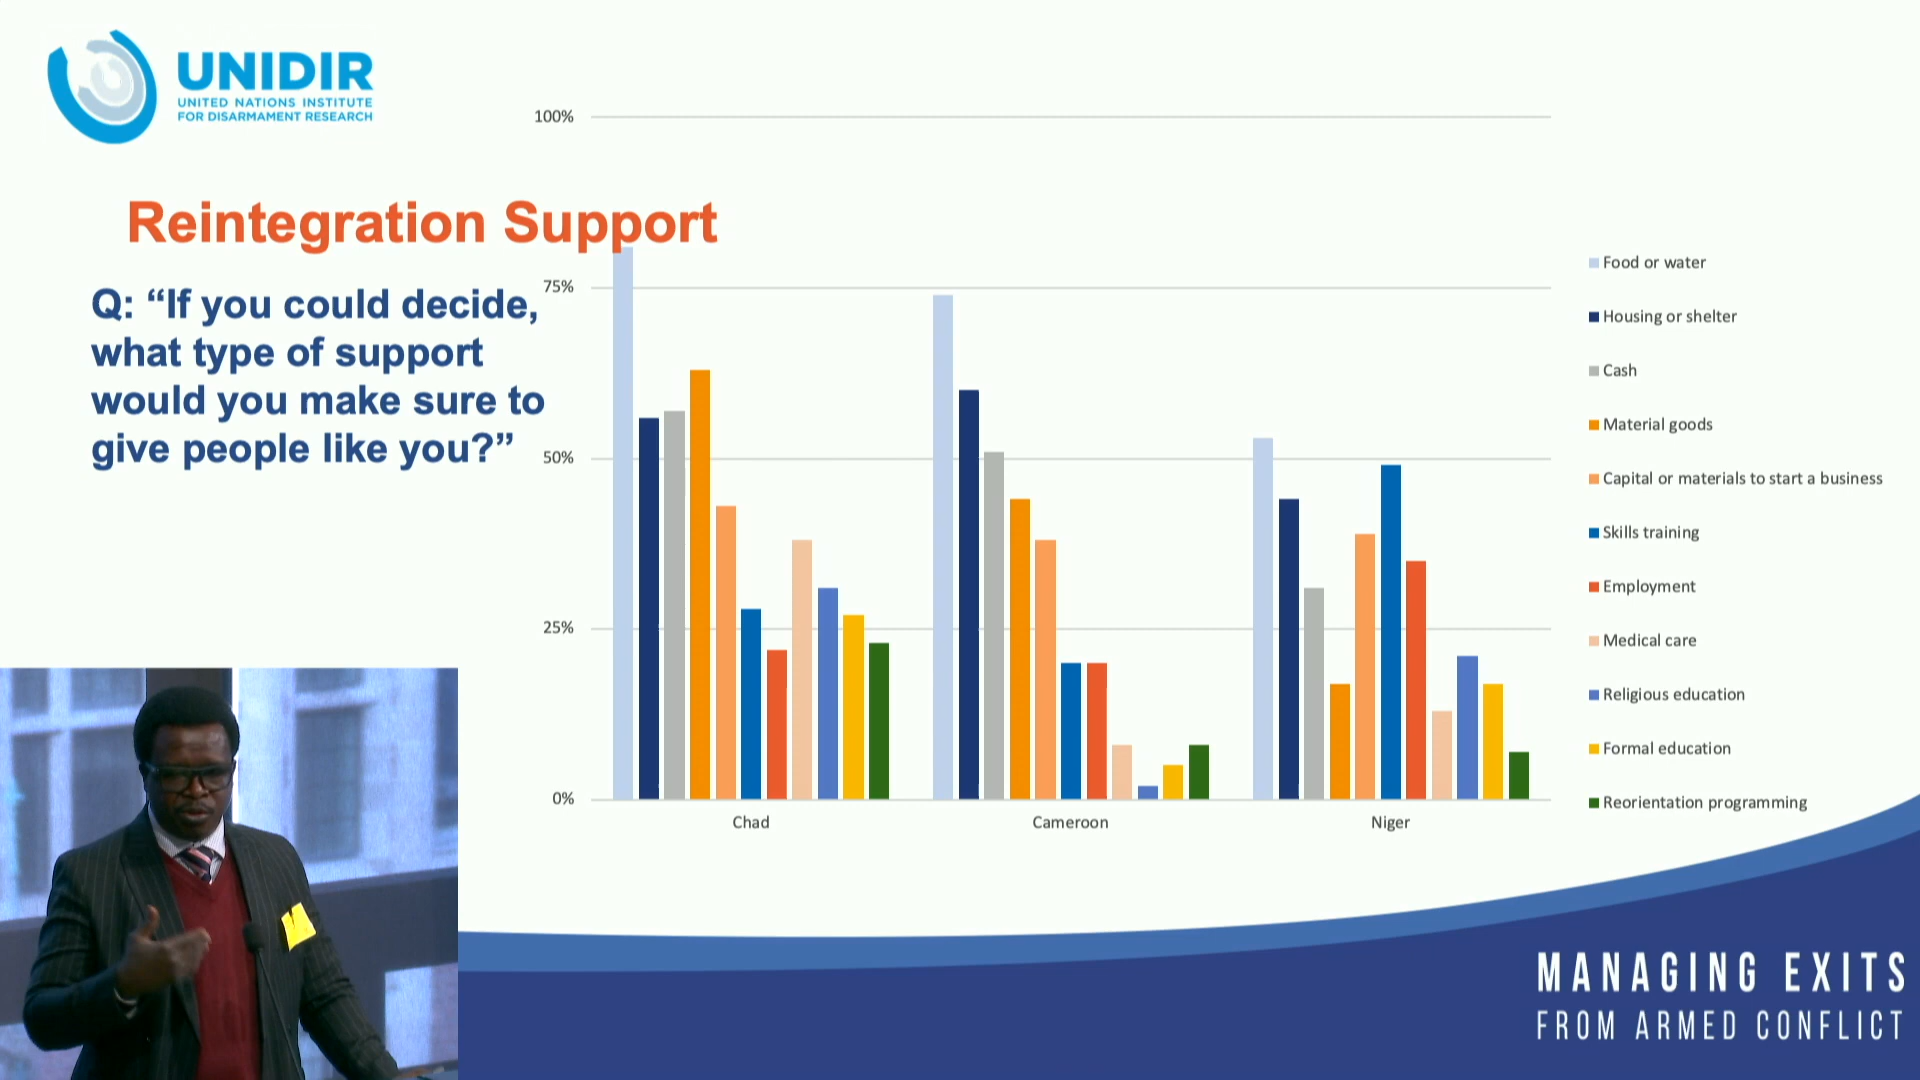 UNIDIR
UNITED NATIONS INSTITUTE
FOR DISARMAMENT RESEARCH
Reintegration Support
Q: “If you could decide,
what type of support
would you make sure to
give people like you?”
100%
75%
50%
25%
0%
Chad
Cameroon
Niger
Food or water
Housing or shelter
Cash
Material goods
Capital or materials to start a business
Skills training
Employment
Medical care
Religious education
Formal education
Reorientation programming
MANAGING EXITS
FROM ARMED CONFLICT